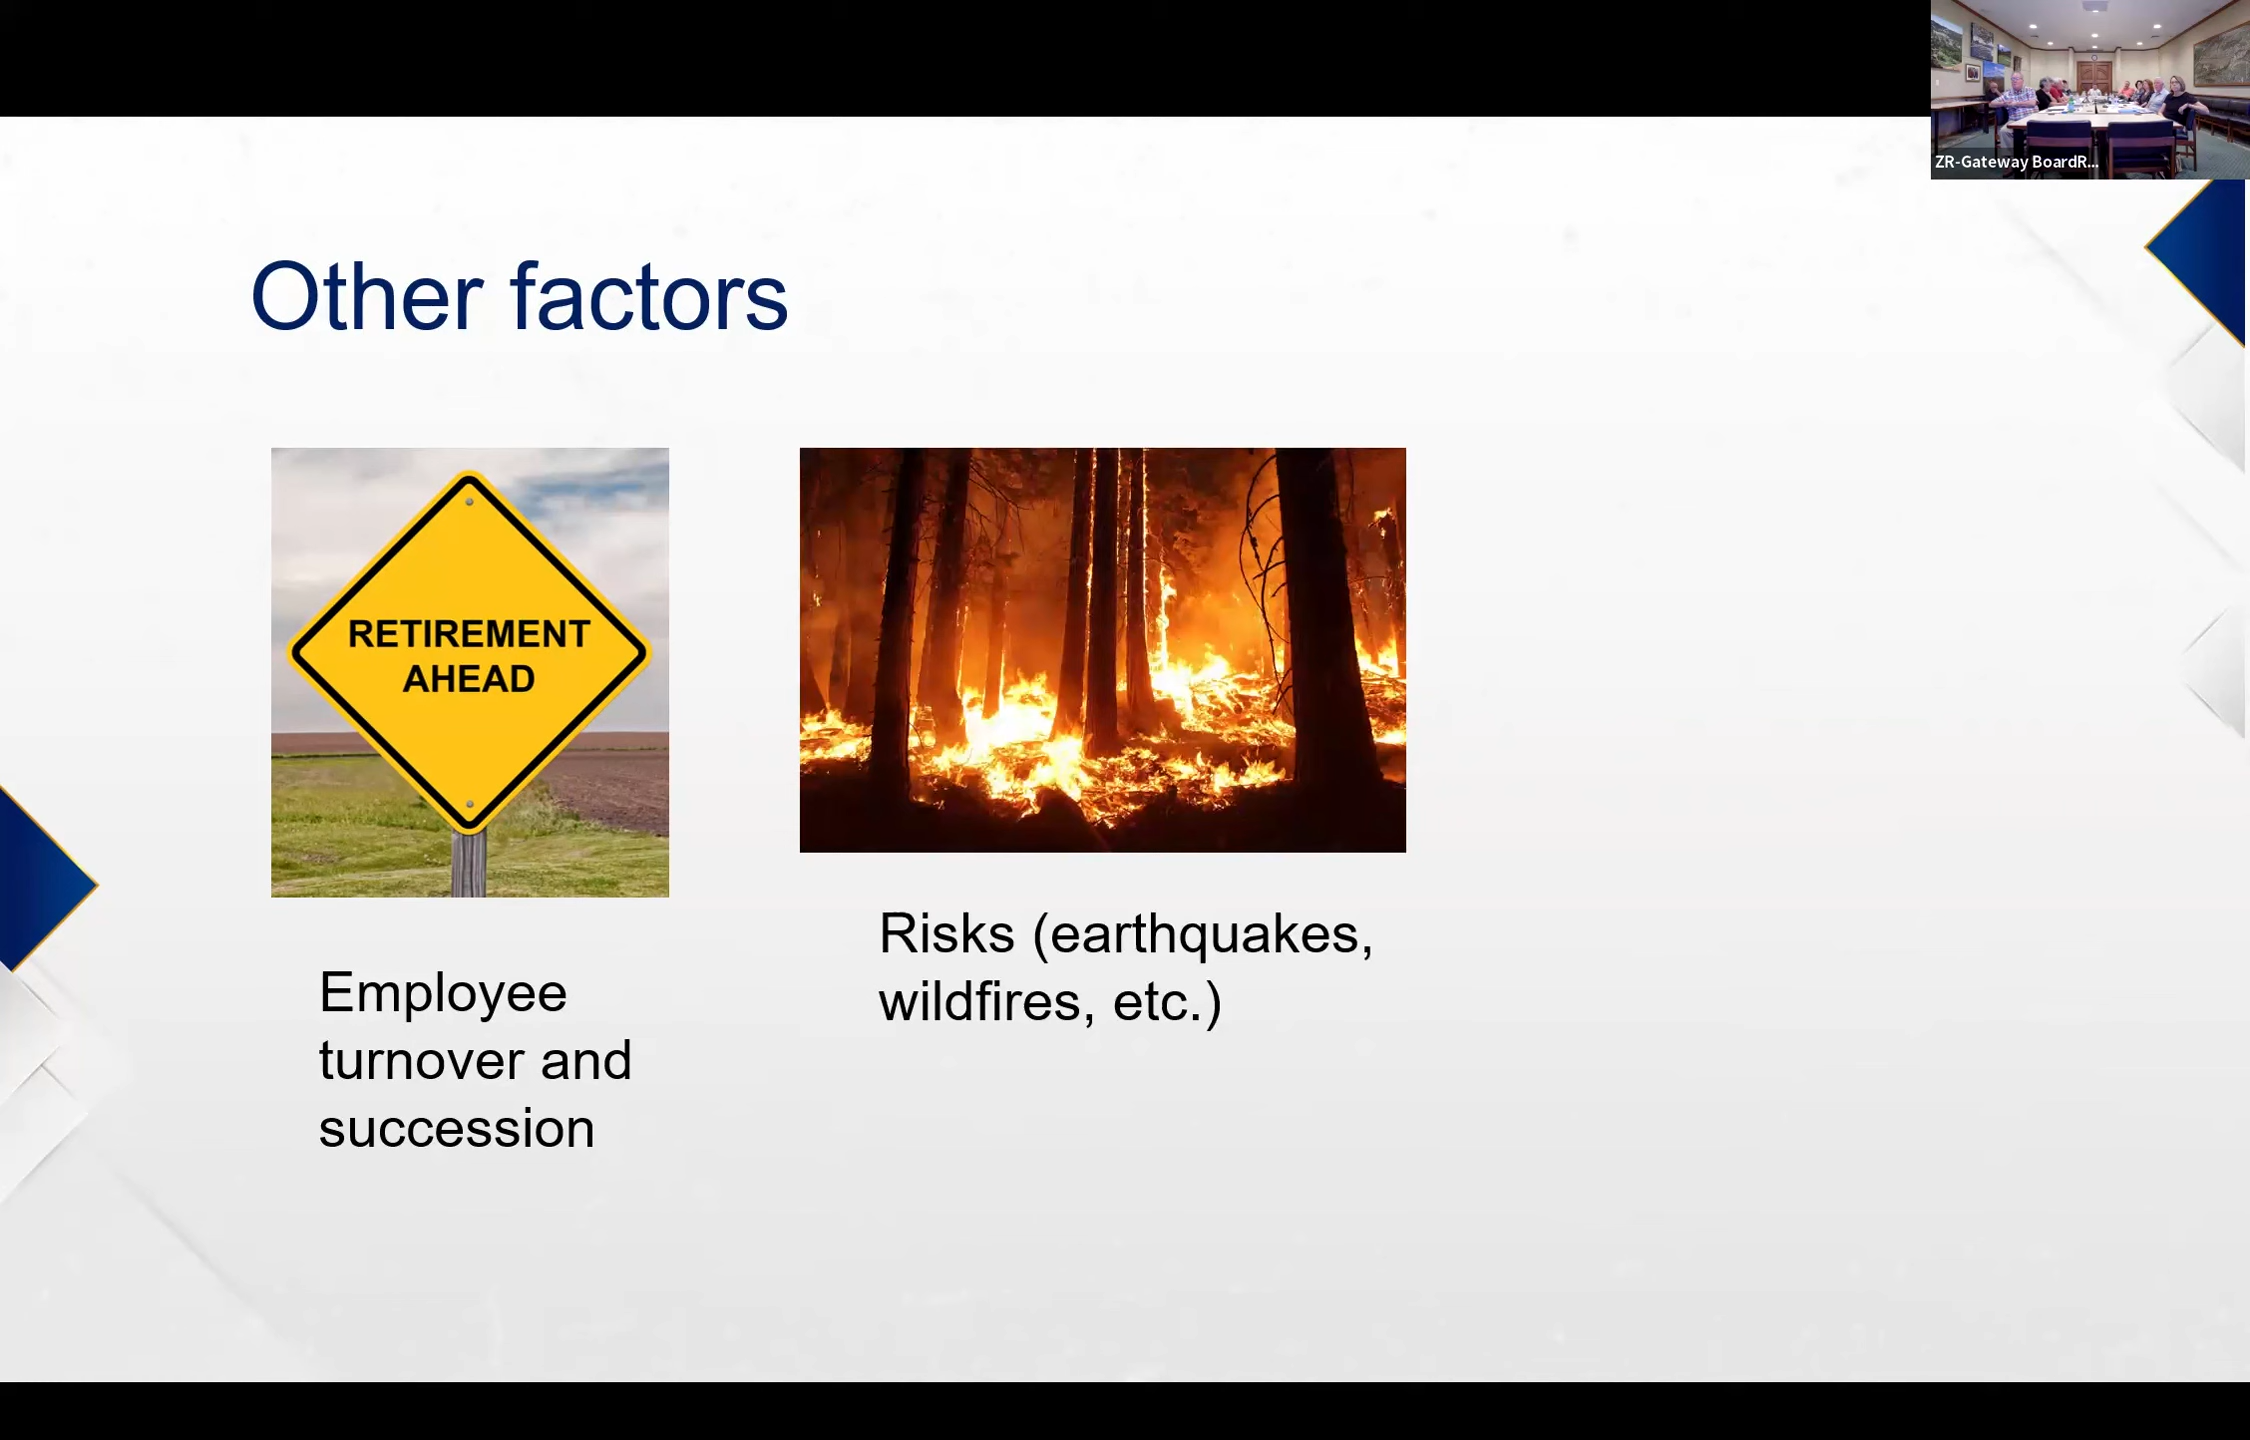 ZR-Gateway BoardR...
Other factors
RETIREMENT
AHEAD
Employee
turnover and
succession
Risks (earthquakes,
wildfires, etc.)